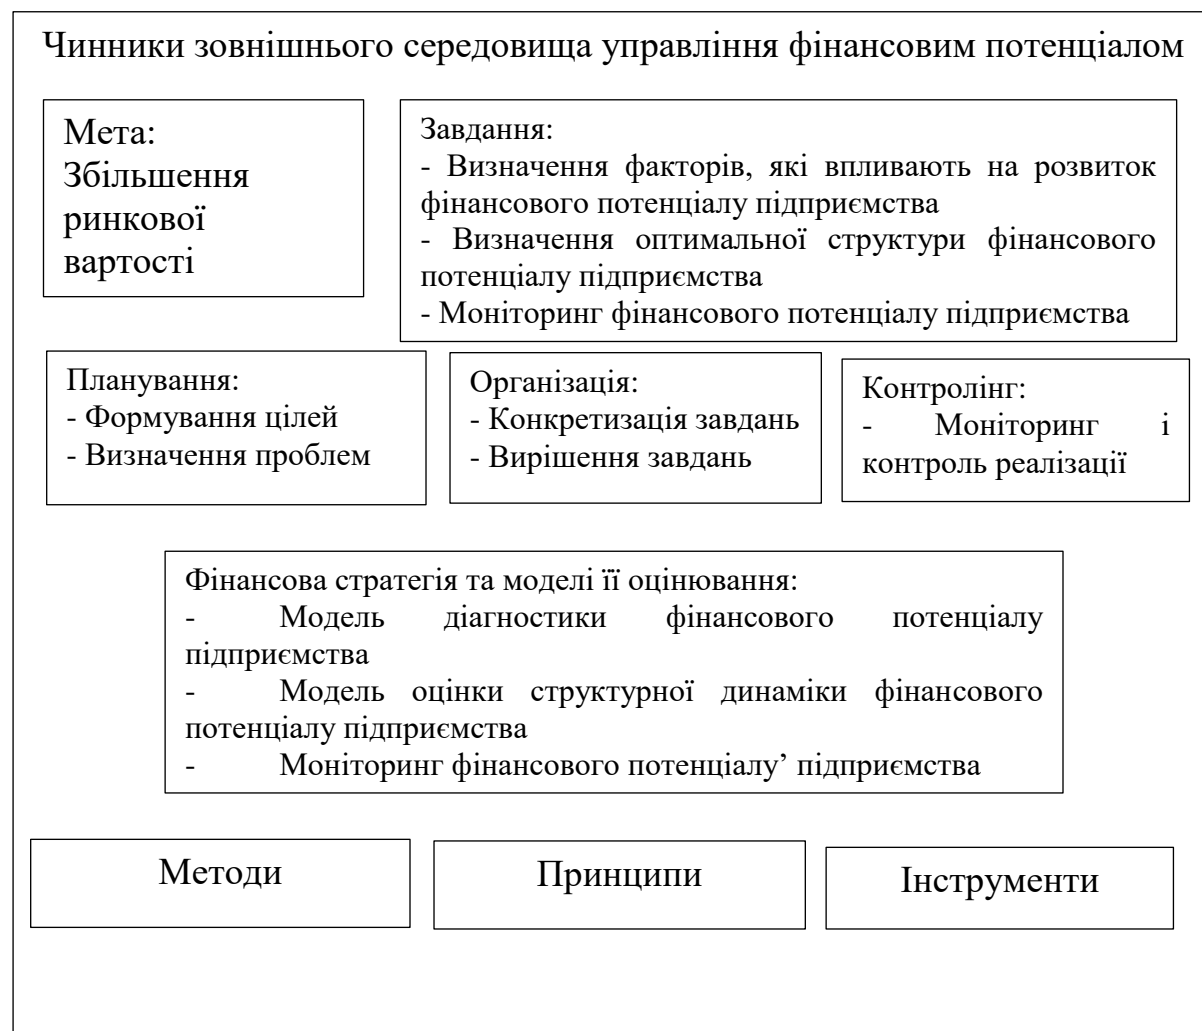 Чинники зовнішнього середовища управління фінансовим потенціалом
Мета:
Збільшення
ринкової
вартості
Завдання:
- Визначення факторів, які впливають на розвиток
фінансового потенціалу підприємства
- Визначення оптимальної структури фінансового
потенціалу підприємства
- Моніторинг фінансового потенціалу підприємства
Планування:
- Формування цілей
- Визначення проблем
Організація:
- Конкретизація завдань
- Вирішення завдань
Контролінг:
- Моніторинг і
контроль реалізації
Фінансова стратегія та моделі її оцінювання:
- Модель діагностики фінансового потенціалу
підприємства
- Модель оцінки структурної динаміки фінансового
потенціалу підприємства
- Моніторинг фінансового потенціалу’ підприємства
Методи
Принципи
Інструменти